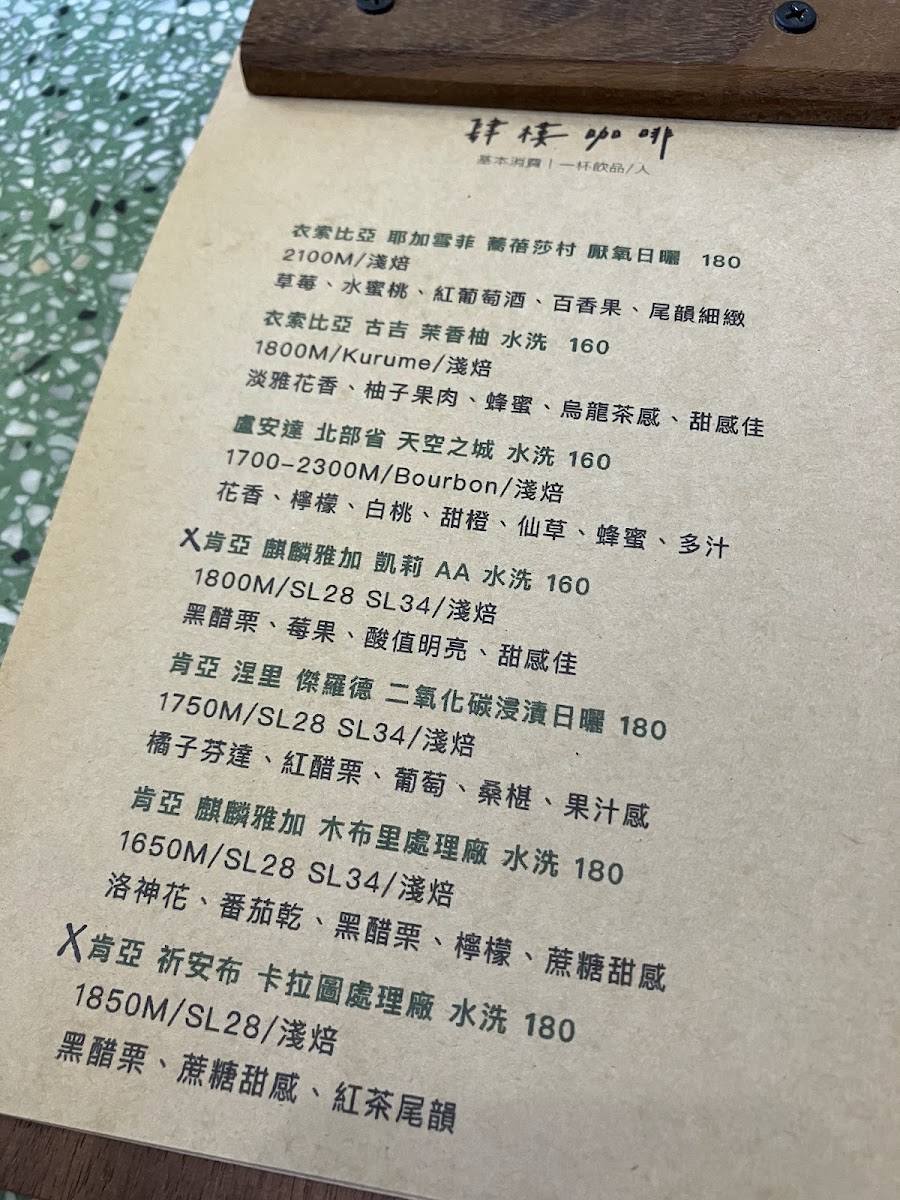 肆樓咖啡
基本消費|一杯飲品/人
衣索比亞 耶加雪菲 蕎蓓莎村 厭氧日曬 180
2100M/淺焙
草莓、水蜜桃、紅葡萄酒、百香果、尾韻細緻
衣索比亞 古吉 茉香柚 水洗 160
1800M/Kurume/淺焙
淡雅花香、柚子果肉、蜂蜜、烏龍茶感、甜感佳
盧安達 北部省 天空之城 水洗 160
1700-2300M/Bourbon/淺焙
花香、檸檬、白桃、甜橙、仙草、蜂蜜、多汁
X肯亞 麒麟雅加 凱莉 AA 水洗 160
1800M/SL28 SL34/淺焙
黑醋栗、莓果、酸值明亮、甜感佳
肯亞 涅里 傑羅德 二氧化碳浸漬日曬 180
1750M/SL28 SL34/淺焙
橘子芬達、紅醋栗、葡萄、桑椹、果汁感
肯亞 麒麟雅加 木布里處理廠 水洗 180
1650M/SL28 SL34/淺焙
洛神花、番茄乾、黑醋栗、檸檬、蔗糖甜感
X肯亞 祈安布 卡拉圖處理廠 水洗 180
1850M/SL28/淺焙
黑醋栗、蔗糖甜感、紅茶尾韻